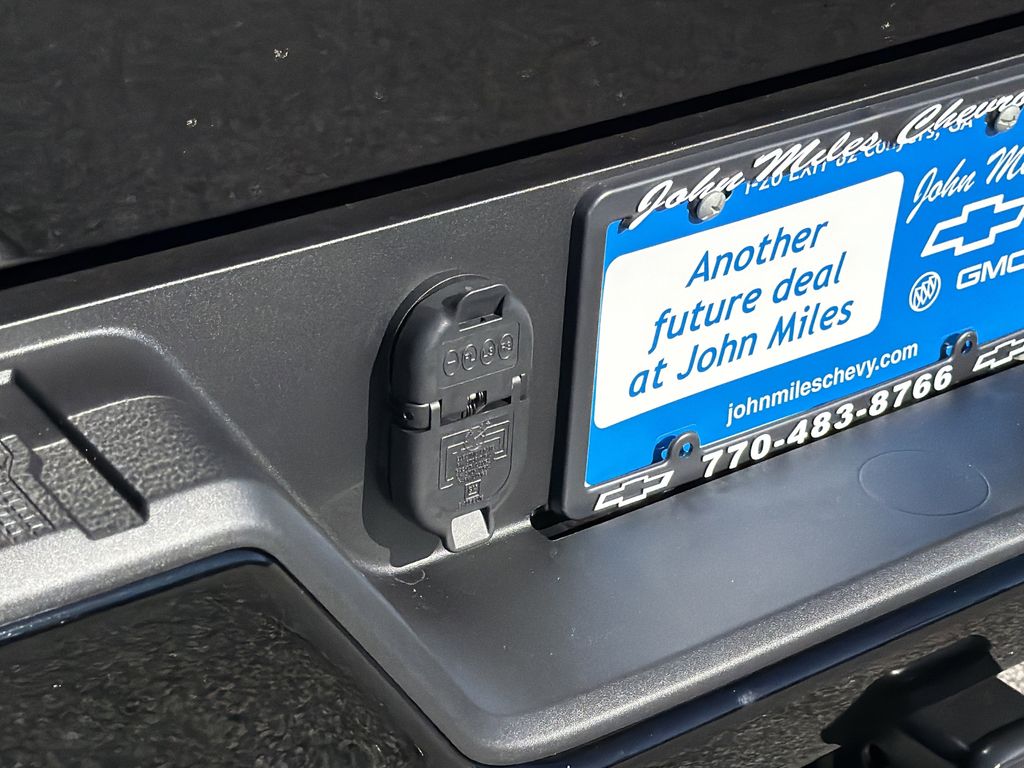 John Miles Chevro
I-20 EXIT 82 Conyers, GA
John Mi
Another
future deal
at John Miles
GMC
johnmileschevy.com
770-483-8766